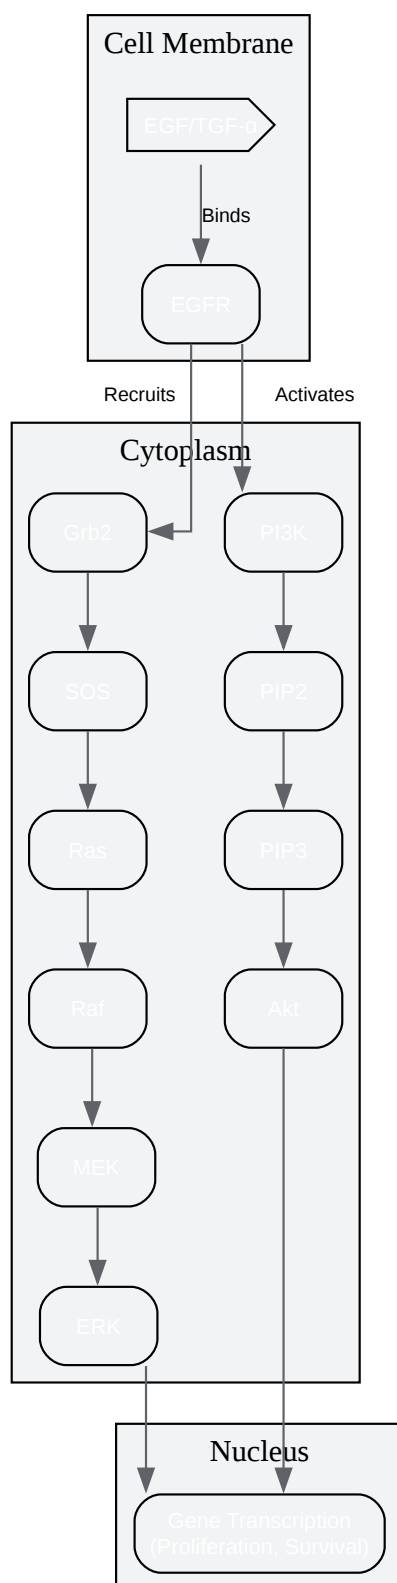 Cell Membrane
EGF/TGF-α
Binds
EGFR
Recruits
Activates
Cytoplasm
Grb2
PI3K
SOS
PIP2
Ras
PIP3
Raf
Akt
MEK
ERK
Nucleus
Gene Transcription
(Proliferation, Survival)